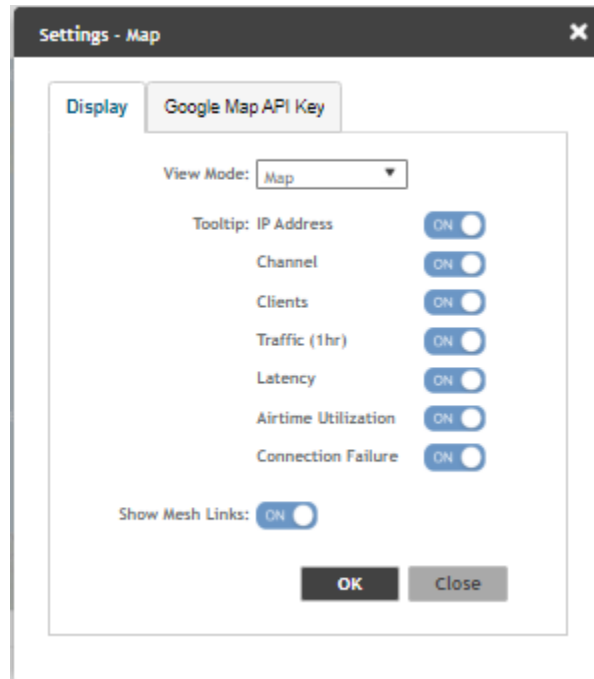 Settings - Map
Display Google Map API Key
View Mode: Map
Tooltip: IP Address ON
Channel ON
Clients ON
Traffic (1hr) ON
Latency ON
Airtime Utilization ON
Connection Failure ON
Show Mesh Links: ON
OK Close